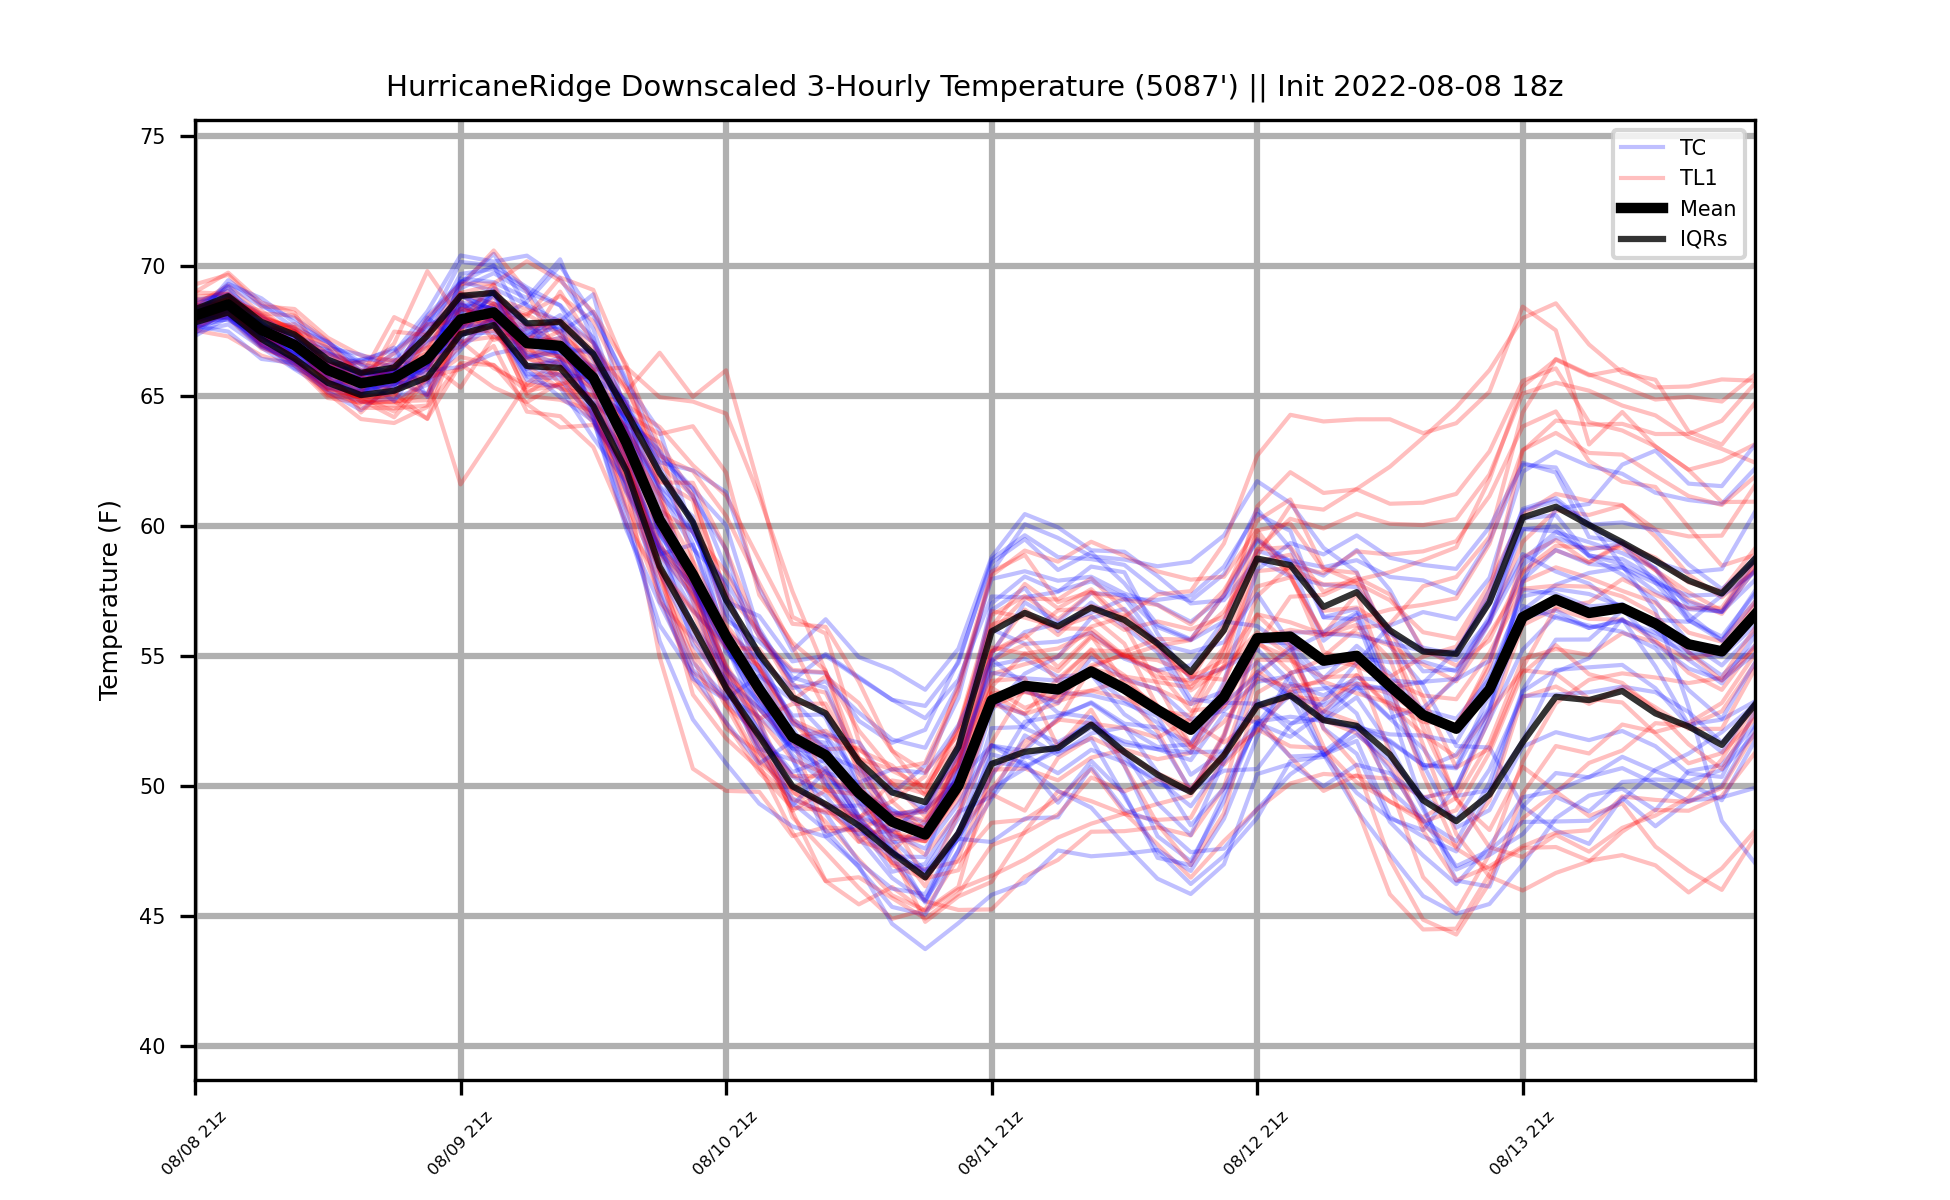 HurricaneRidge Downscaled 3-Hourly Temperature (5087') || Init 2022-08-08 18z
TC
TL1
Mean
IQRs
Temperature (F)
75
70
65
60
55
50
45
40
08/08 21z
08/09 21z
08/10 21z
08/11 21z
08/12 21z
08/13 21z